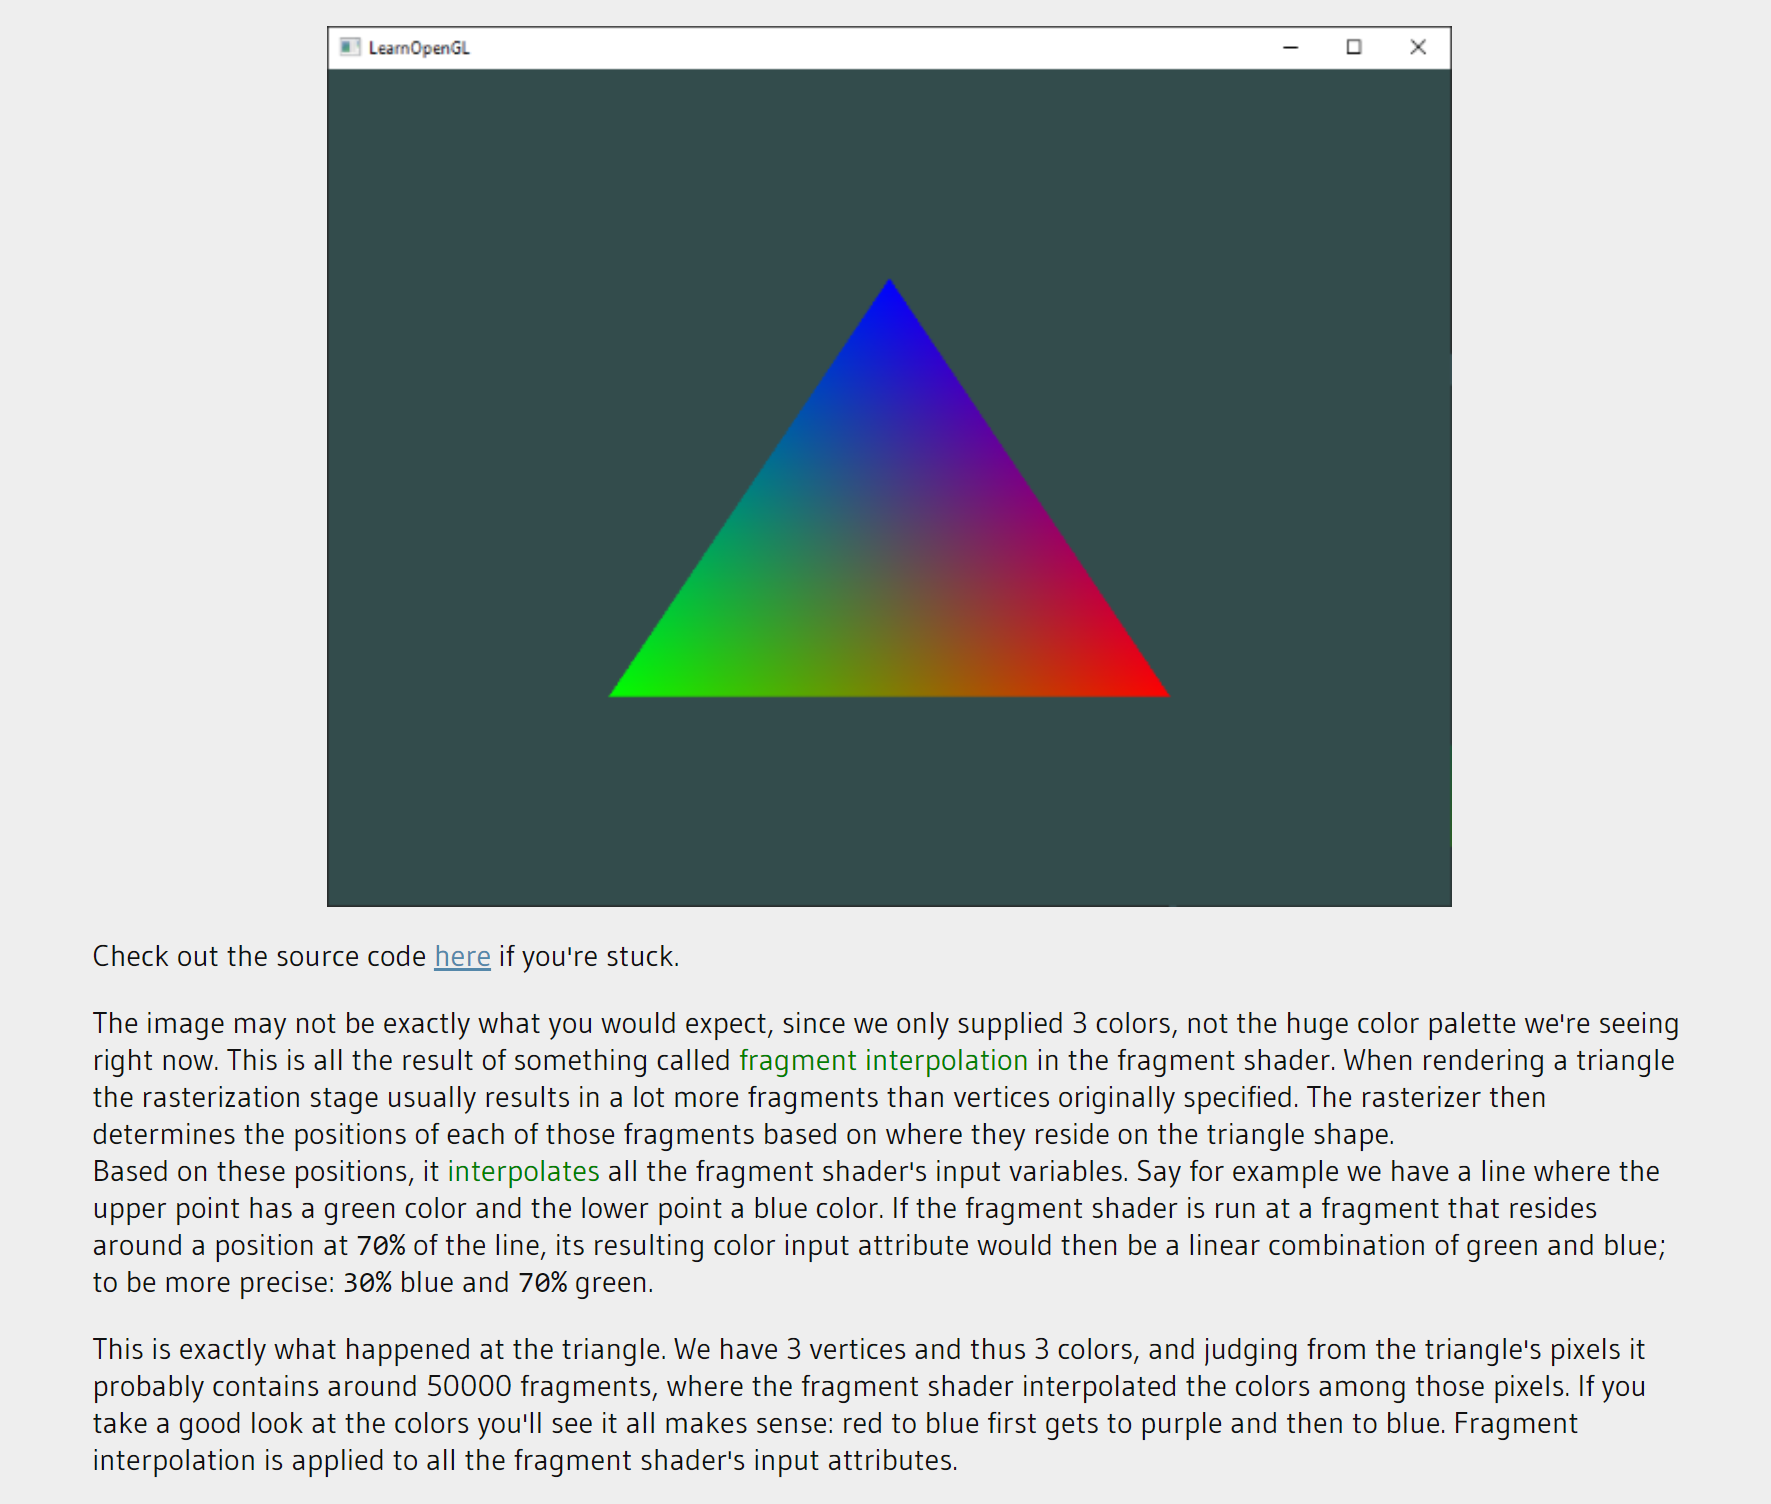 LearnOpenGL
Check out the source code here if you're stuck.
The image may not be exactly what you would expect, since we only supplied 3 colors, not the huge color palette we're seeing
right now. This is all the result of something called fragment interpolation in the fragment shader. When rendering a triangle
the rasterization stage usually results in a lot more fragments than vertices originally specified. The rasterizer then
determines the positions of each of those fragments based on where they reside on the triangle shape.
Based on these positions, it interpolates all the fragment shader's input variables. Say for example we have a line where the
upper point has a green color and the lower point a blue color. If the fragment shader is run at a fragment that resides
around a position at 70% of the line, its resulting color input attribute would then be a linear combination of green and blue;
to be more precise: 30% blue and 70% green.
This is exactly what happened at the triangle. We have 3 vertices and thus 3 colors, and judging from the triangle's pixels it
probably contains around 50000 fragments, where the fragment shader interpolated the colors among those pixels. If you
take a good look at the colors you'll see it all makes sense: red to blue first gets to purple and then to blue. Fragment
interpolation is applied to all the fragment shader's input attributes.